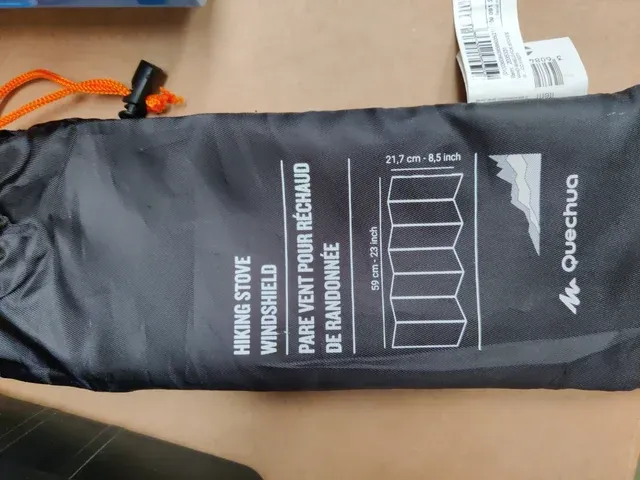 HIKING STOVE
WINDSHIELD
PARE VENT POUR RÉCHAUD
DE RANDONNÉE
21,7 cm - 8,5 inch
59 cm - 23 inch
Quechua